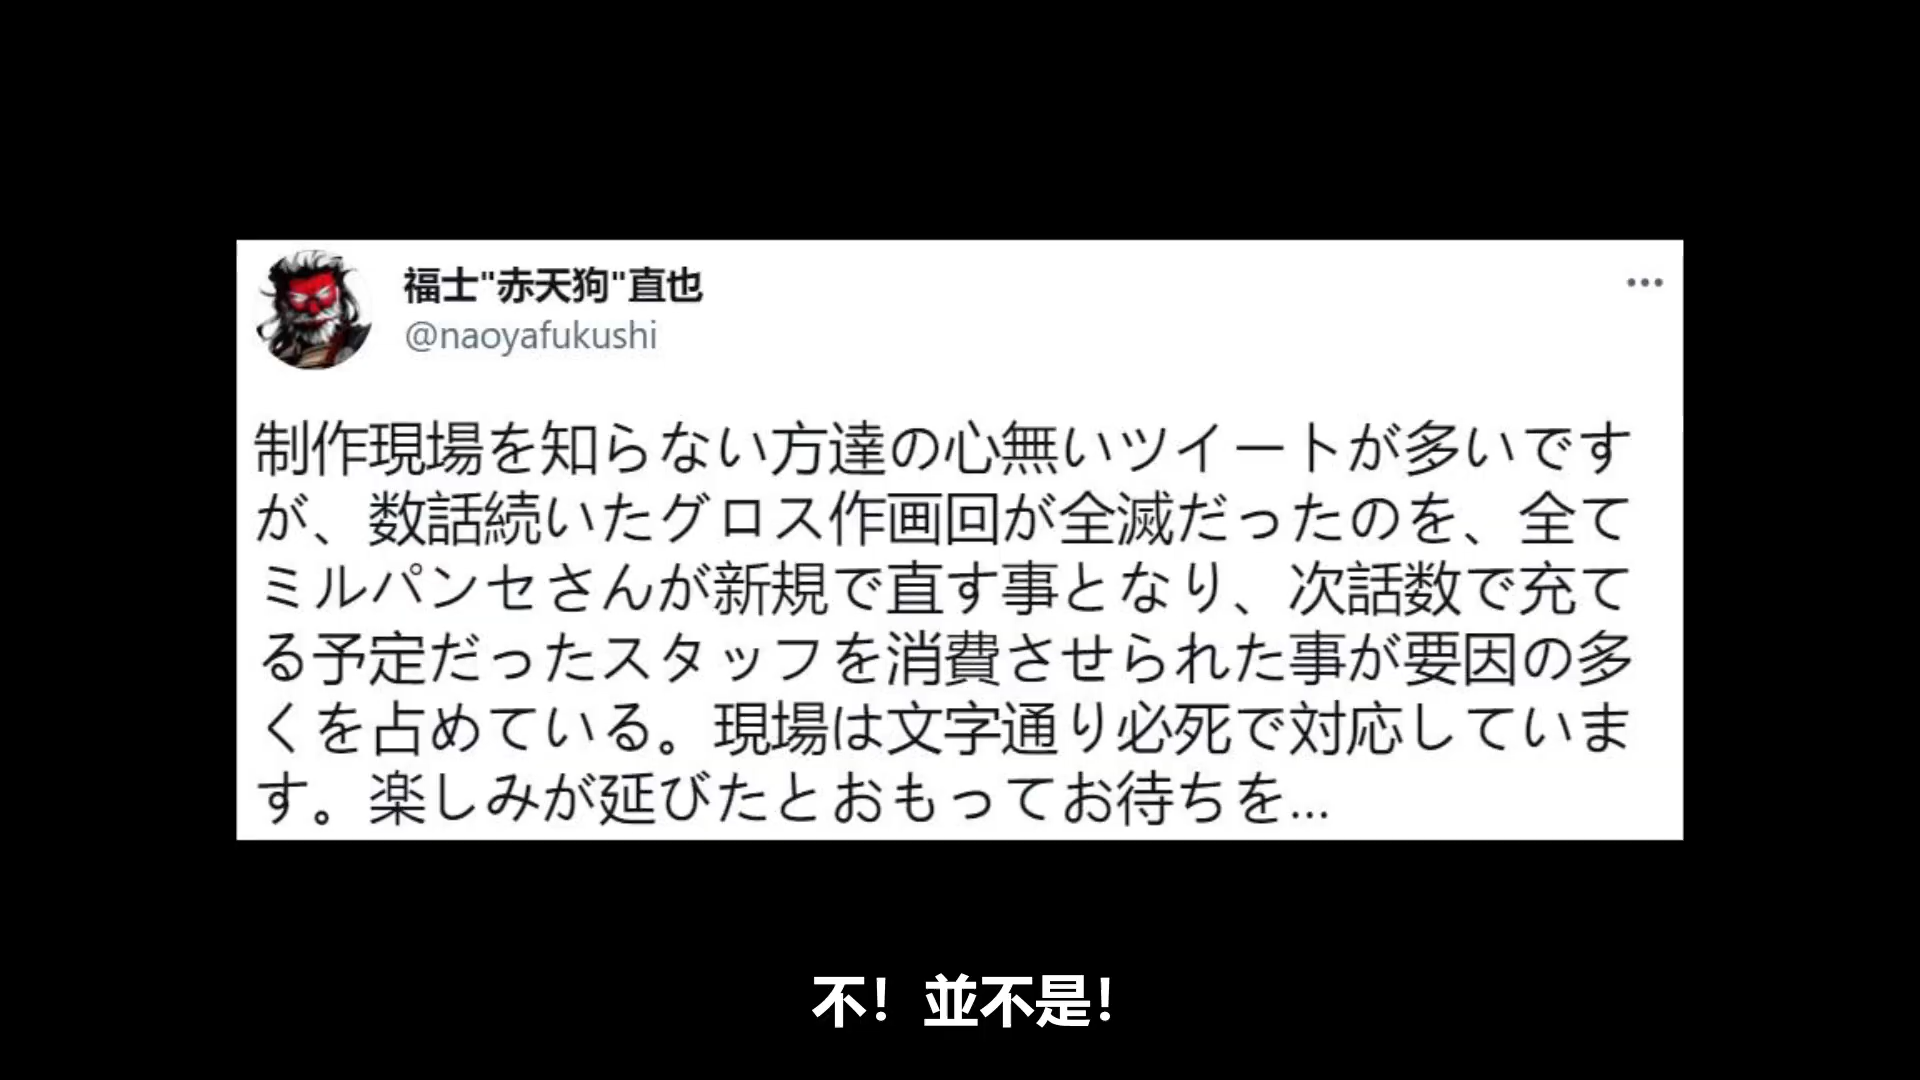 福士"赤天狗"直也
@naoyafukushi
制作現場を知らない方達の心無いツイートが多いです
が、数話続いたグロス作画回が全滅だったのを、全て
ミルパンセさんが新規で直す事となり、次話数で充て
る予定だったスタッフを消費させられた事が要因の多
くを占めている。現場は文字通り必死で対応していま
す。楽しみが延びたとおもってお待ちを...
不！並不是！